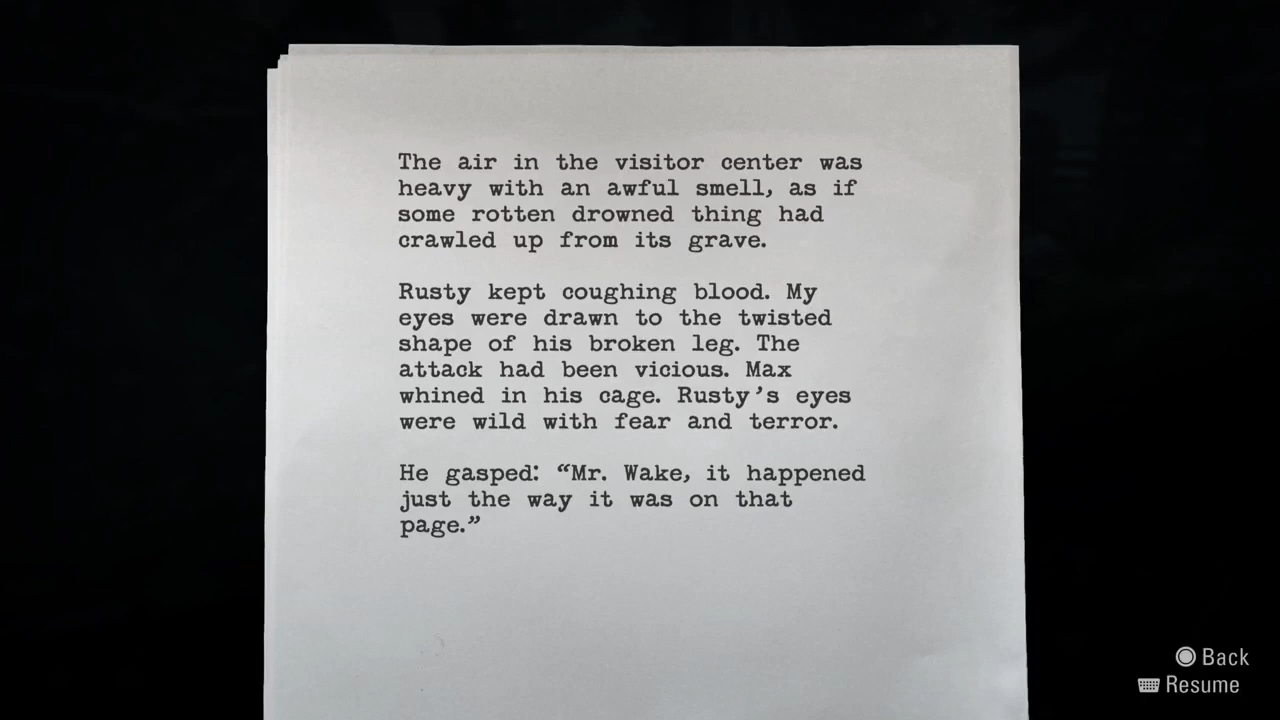 The air in the visitor center was
heavy with an awful smell, as if
some rotten drowned thing had
crawled up from its grave.
Rusty kept coughing blood. My
eyes were drawn to the twisted
shape of his broken leg. The
attack had been vicious. Max
whined in his cage. Rusty’s eyes
were wild with fear and terror.
He gasped: “Mr. Wake, it happened
just the way it was on that
page.”
Back
Resume